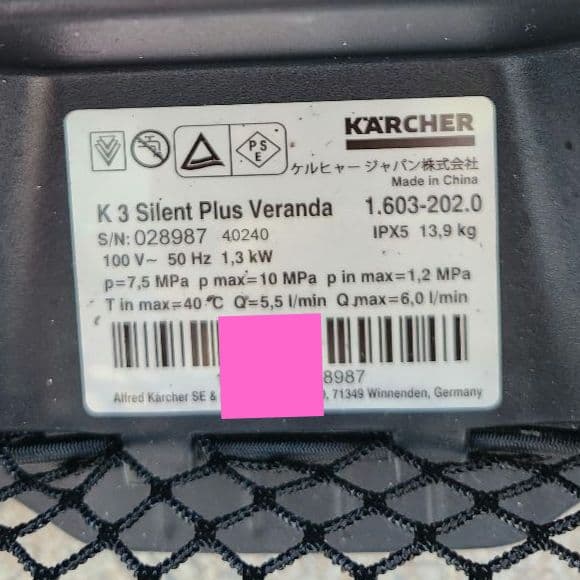 P S E
KÄRCHER
ケルヒャー ジャパン株式会社
Made in China
K 3 Silent Plus Veranda 1.603-202.0
S/N: 028987 40240 IPX5 13,9 kg
100 V~ 50 Hz 1,3 kW
p=7,5 MPa p max=10 MPa p in max=1,2 MPa
T in max=40 °C Q=5,5 l/min Q max=6,0 l/min
8987
Alfred Kärcher SE & 71349 Winnenden, Germany